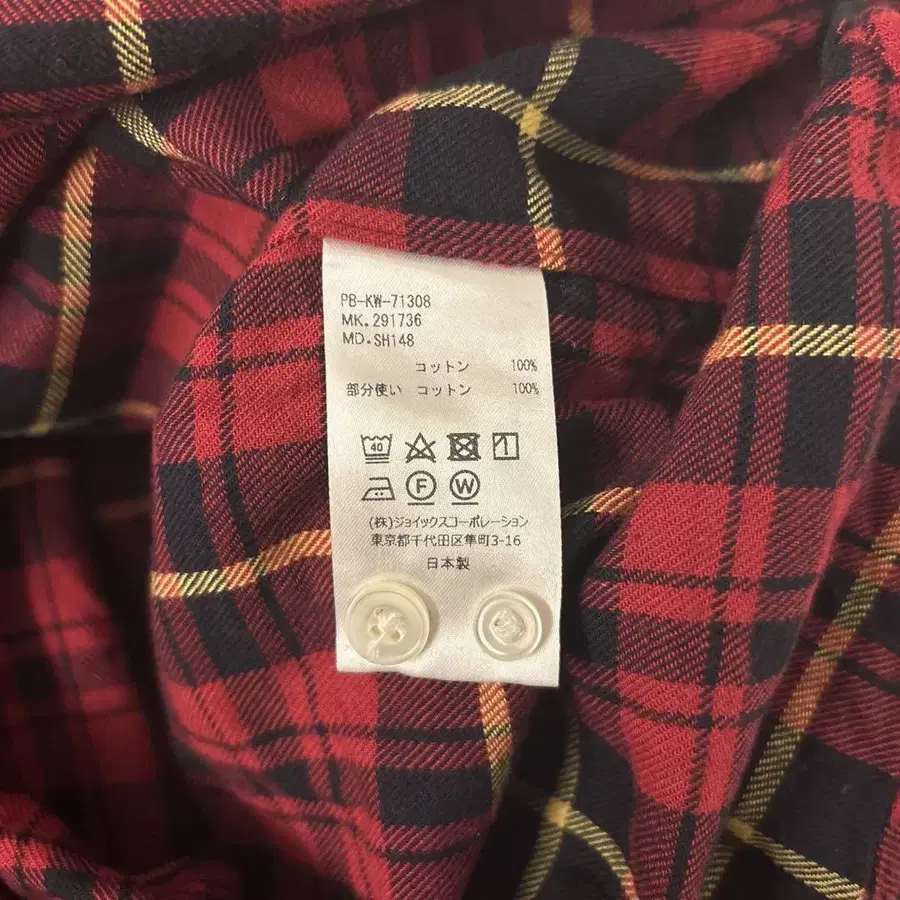 PB-KW-71308
MK.291736
MD.SH148
コットン 100%
部分使い コットン 100%
40 1
F W
(株)ジョイックスコーポレーション
東京都千代田区隼町3-16
日本製